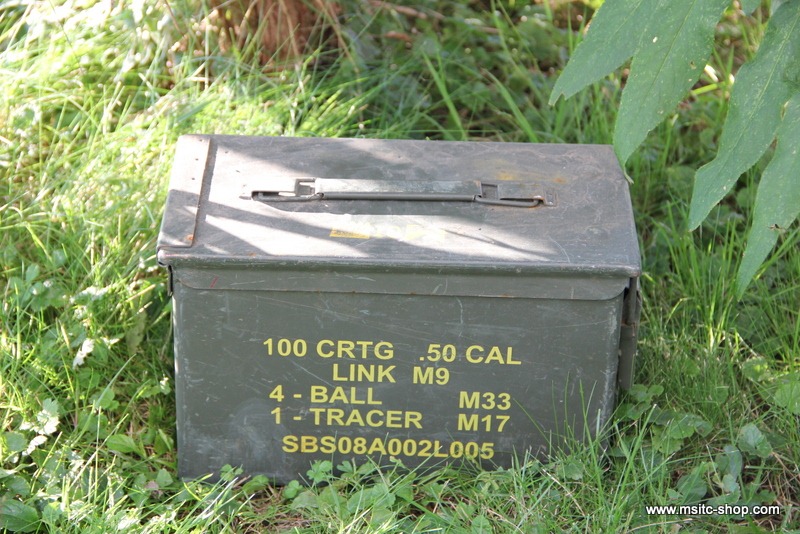 100 CRTG .50 CAL
LINK M9
4 - BALL M33
1 - TRACER M17
SBS08A002L005
www.msitc-shop.com